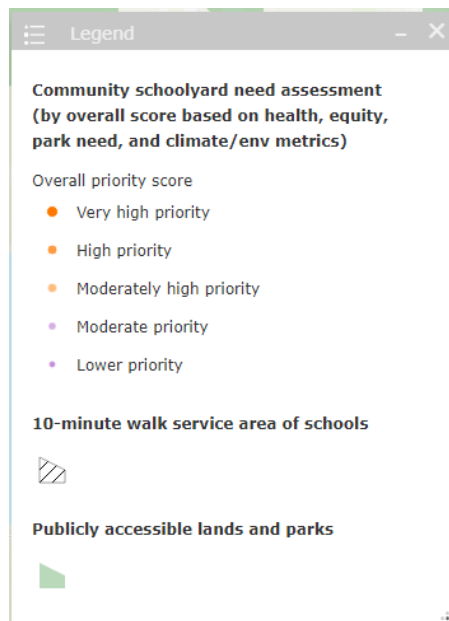 Legend
Community schoolyard need assessment
(by overall score based on health, equity,
park need, and climate/env metrics)
Overall priority score
Very high priority
High priority
Moderately high priority
Moderate priority
Lower priority
10-minute walk service area of schools
Publicly accessible lands and parks